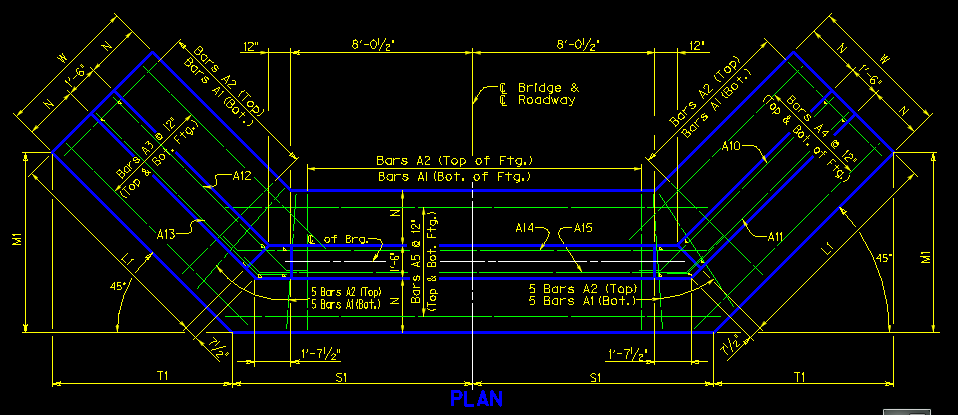 12"
8'-0½"
8'-0½"
12"
W
N
1'-6"
N
Bars A2 (Top)
Bars A1 (Bot.)
℄ Bridge &
℄ Roadway
Bars A2 (Top)
Bars A1 (Bot.)
N
W
1'-6"
N
Bars A3 @ 12"
(Top & Bot. Ftg.)
Bars A4 @ 12"
(Top & Bot. of Ftg.)
A12
A10
Bars A2 (Top of Ftg.)
Bars A1 (Bot. of Ftg.)
A13
A11
N
1'-6"
N
℄ of Brg.
Bars A5 @ 12"
(Top & Bot. Ftg.)
A14
A15
M1
L1
45°
5 Bars A2 (Top)
5 Bars A1 (Bot.)
5 Bars A2 (Top)
5 Bars A1 (Bot.)
L1
45°
M1
7½"
1'-7½"
1'-7½"
7½"
T1
S1
S1
T1
PLAN